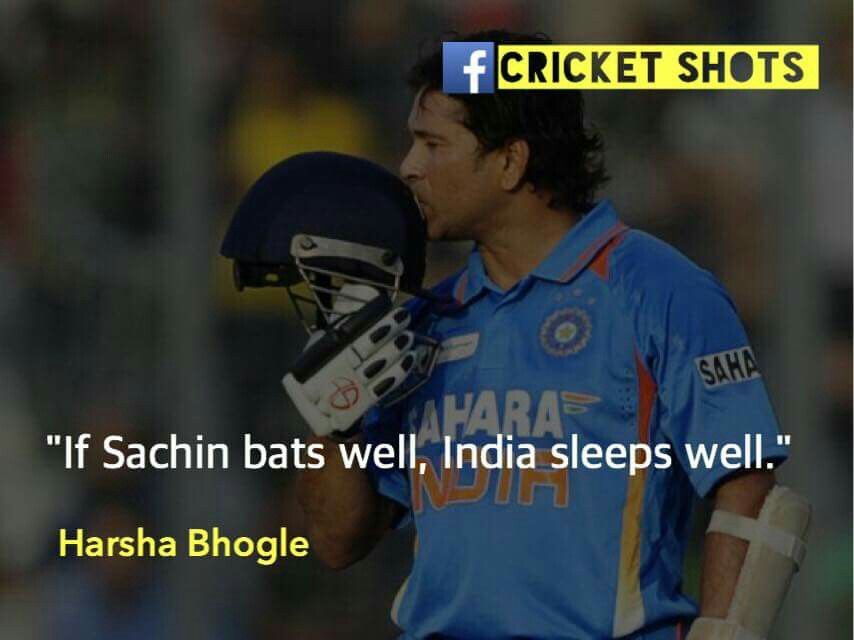 f CRICKET SHOTS
SAHA
SAHARA
INDIA
"If Sachin bats well, India sleeps well."
Harsha Bhogle